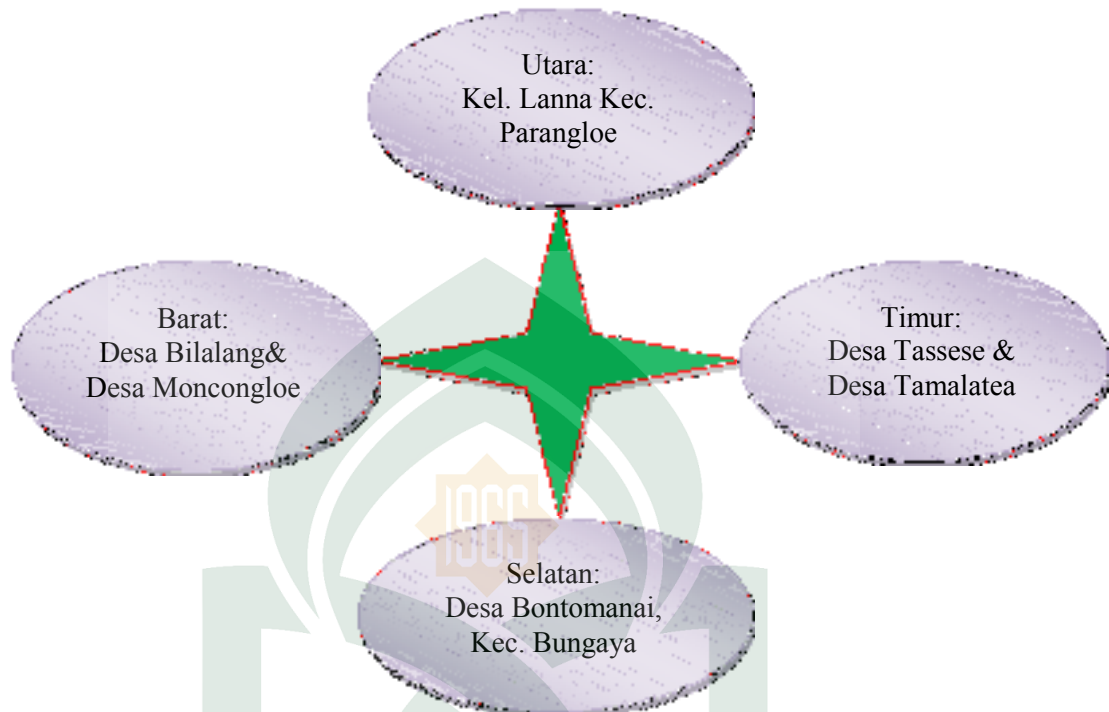 Utara:
Kel. Lanna Kec.
Parangloe
Barat:
Desa Bilalang&
Desa Moncongloe
Timur:
Desa Tassese &
Desa Tamalatea
1965
Selatan:
Desa Bontomanai,
Kec. Bungaya